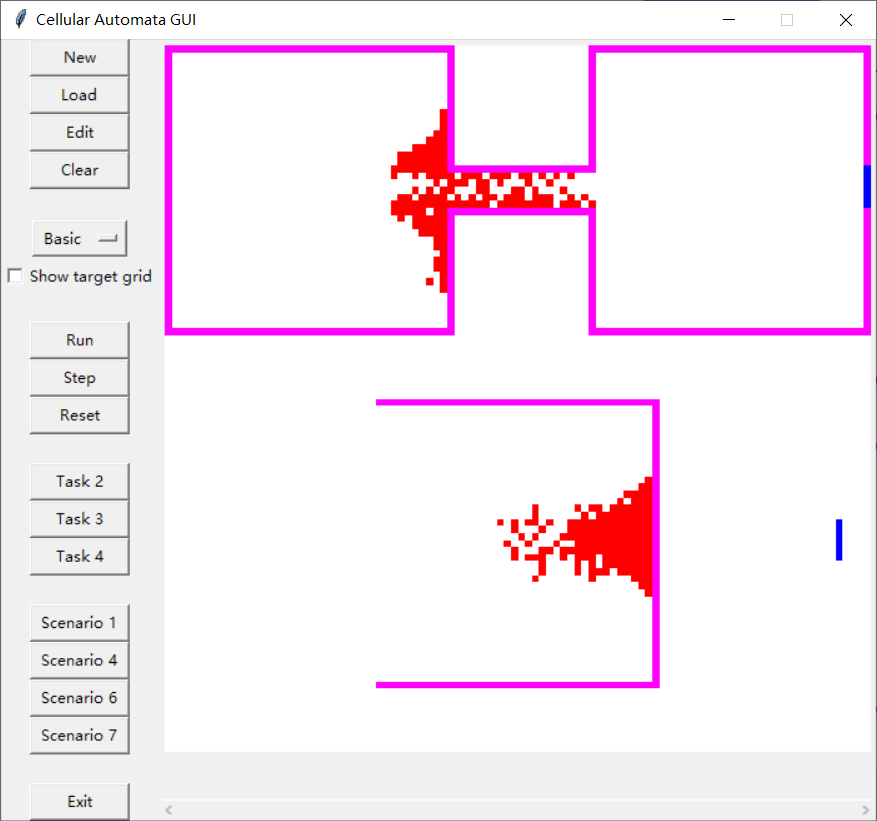 Cellular Automata GUI
New
Load
Edit
Clear
Basic
Show target grid
Run
Step
Reset
Task 2
Task 3
Task 4
Scenario 1
Scenario 4
Scenario 6
Scenario 7
Exit